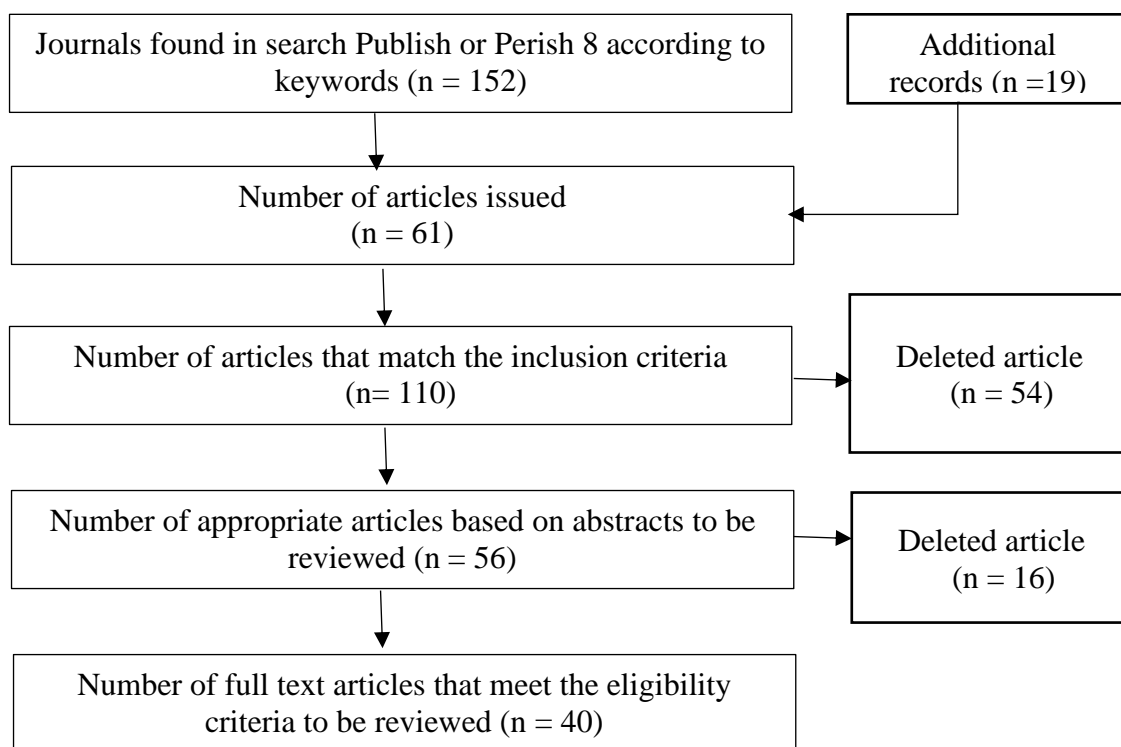 Journals found in search Publish or Perish 8 according to
keywords (n = 152)
Additional
records (n =19)
Number of articles issued
(n = 61)
Number of articles that match the inclusion criteria
(n= 110)
Deleted article
(n = 54)
Number of appropriate articles based on abstracts to be
reviewed (n = 56)
Deleted article
(n = 16)
Number of full text articles that meet the eligibility
criteria to be reviewed (n = 40)